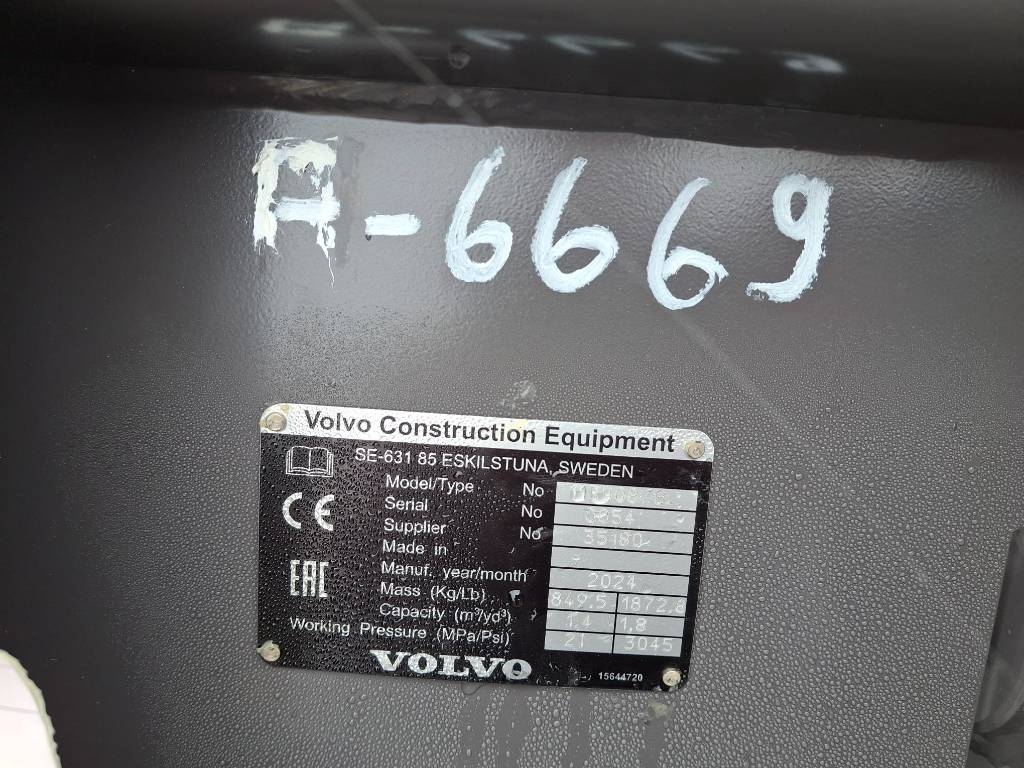 A-6669
Volvo Construction Equipment
SE-631 85 ESKILSTUNA, SWEDEN
Model/Type No
Serial No
Supplier No 35180
Made in
Manuf. year/month 2024
Mass (Kg/Lb) 849.5 1872.8
Capacity (m³/yd³) 1,4 1,8
Working Pressure (MPa/Psi) 21 3045
CE
EAC
VOLVO
15644720